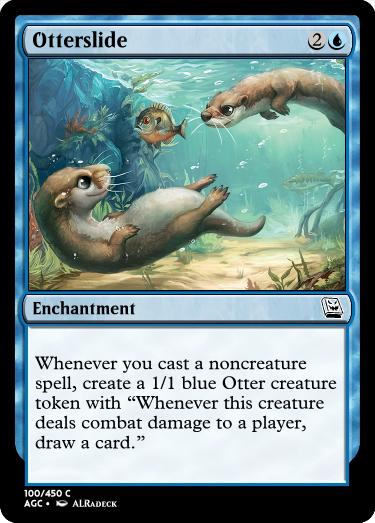 Otterslide 2
Enchantment
Whenever you cast a noncreature
spell, create a 1/1 blue Otter creature
token with “Whenever this creature
deals combat damage to a player,
draw a card.”
100/450 C
AGC • ALRadeck